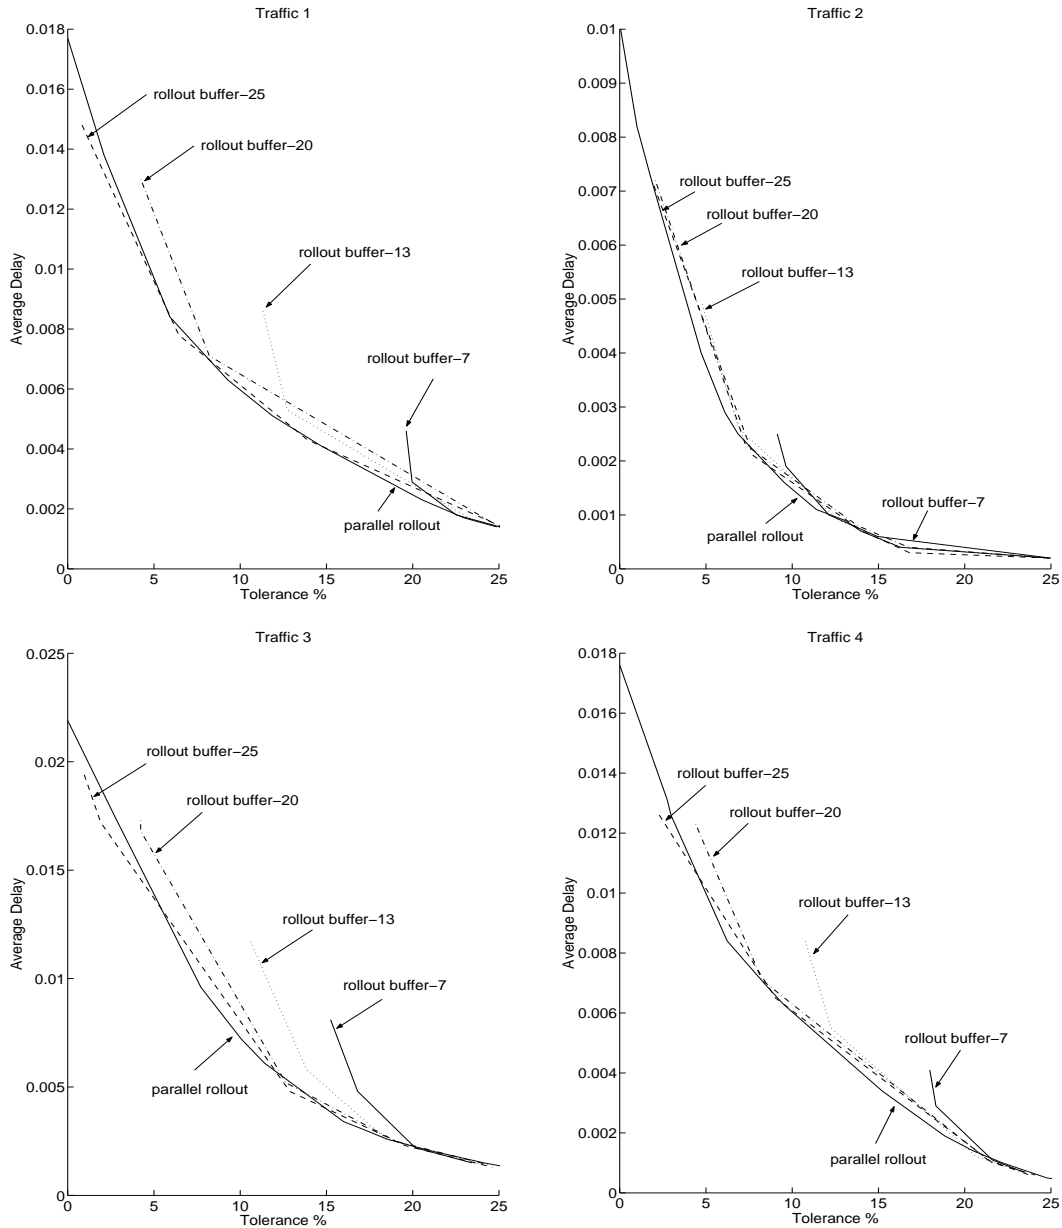 Traffic 1
0.018
0.016
0.014
0.012
0.01
0.008
0.006
0.004
0.002
0
Average Delay
rollout buffer–25
rollout buffer–20
rollout buffer–13
rollout buffer–7
parallel rollout
0 5 10 15 20 25
Tolerance %
Traffic 2
0.01
0.009
0.008
0.007
0.006
0.005
0.004
0.003
0.002
0.001
0
Average Delay
rollout buffer–25
rollout buffer–20
rollout buffer–13
rollout buffer–7
parallel rollout
0 5 10 15 20 25
Tolerance %
Traffic 3
0.025
0.02
0.015
0.01
0.005
0
Average Delay
rollout buffer–25
rollout buffer–20
rollout buffer–13
rollout buffer–7
parallel rollout
0 5 10 15 20 25
Tolerance %
Traffic 4
0.018
0.016
0.014
0.012
0.01
0.008
0.006
0.004
0.002
0
Average Delay
rollout buffer–25
rollout buffer–20
rollout buffer–13
rollout buffer–7
parallel rollout
0 5 10 15 20 25
Tolerance %